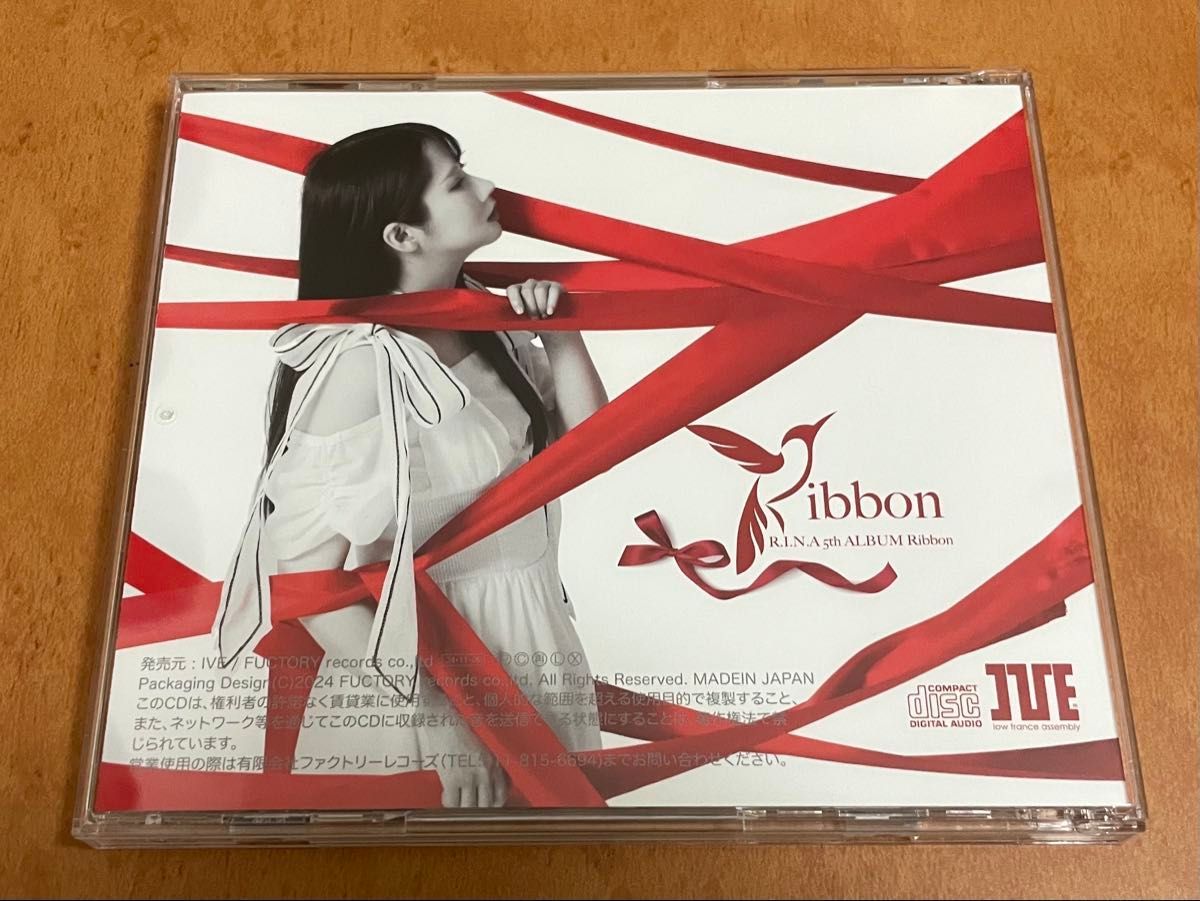 Ribbon
R.I.N.A 5th ALBUM Ribbon
発売元 : IVE / FUCTORY records co.,ltd
Packaging Design(C)2024 FUCTORY records co.,ltd. All Rights Reserved. MADEIN JAPAN
このCDは、権利者の許諾なく賃貸業に使用すること、個人的な範囲を超える使用目的で複製すること、
また、ネットワーク等を通じてこのCDに収録された音を送信できる状態にすることは、著作権法で禁
じられています。
営業使用の際は有限会社ファクトリーレコーズ(TEL -815-6694)までお問い合わせください。
COMPACT
disc
DIGITAL AUDIO
IVE
low trance assembly